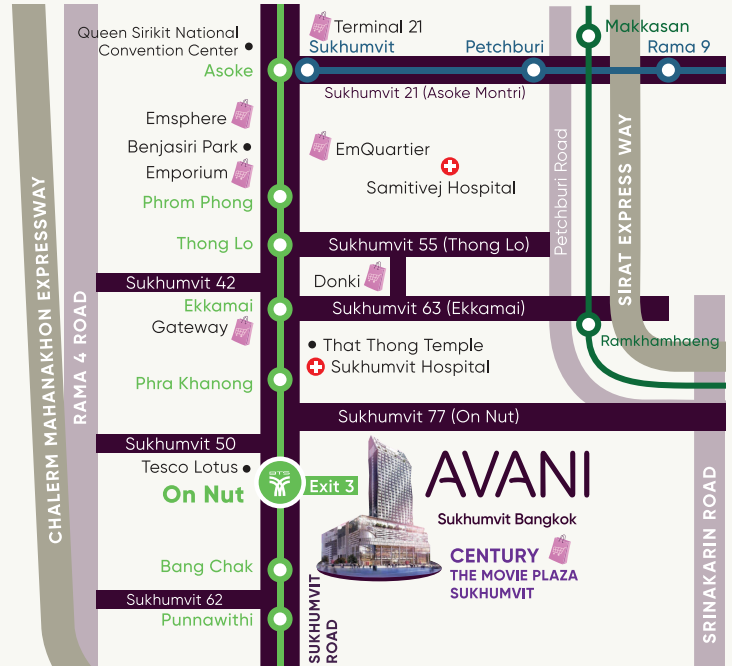 Queen Sirikit National
Convention Center
Terminal 21
Makkasan
Sukhumvit
Petchburi
Rama 9
Asoke
Sukhumvit 21 (Asoke Montri)
Emsphere
Benjasiri Park
Emporium
EmQuartier
Samitivej Hospital
Phrom Phong
Petchburi Road
SIRAT EXPRESS WAY
Thong Lo
Sukhumvit 55 (Thong Lo)
CHALERM MAHANAKHON EXPRESSWAY
RAMA 4 ROAD
Sukhumvit 42
Donki
Ekkamai
Sukhumvit 63 (Ekkamai)
Gateway
That Thong Temple
Sukhumvit Hospital
Ramkhamhaeng
Phra Khanong
Sukhumvit 77 (On Nut)
Sukhumvit 50
Tesco Lotus
On Nut
BTS
Exit 3
AVANI
Sukhumvit Bangkok
CENTURY
THE MOVIE PLAZA
SUKHUMVIT
SRINAKARIN ROAD
Bang Chak
Sukhumvit 62
Punnawithi
SUKHUMVIT
ROAD